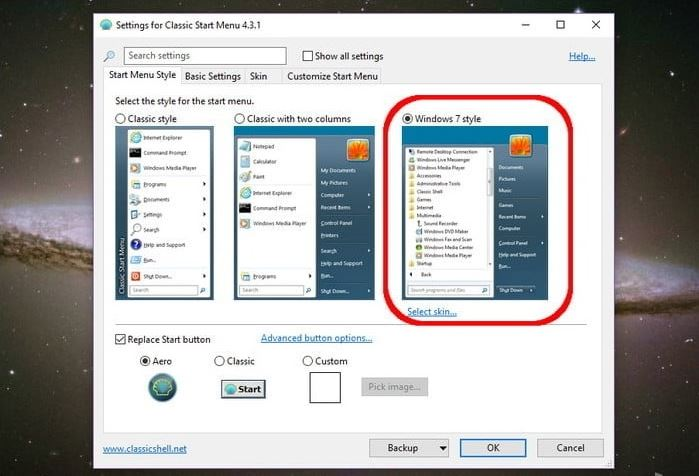 Settings for Classic Start Menu 4.3.1
Search settings
Show all settings
Help...
Start Menu Style
Basic Settings
Skin
Customize Start Menu
Select the style for the start menu.
Classic style
Classic with two columns
Windows 7 style
Internet Explorer
Command Prompt
Windows Media Player
Programs
Documents
Settings
Search
Help and Support
Run...
Shut Down...
Search
Classic Start Menu
Notepad
Calculator
Paint
Internet Explorer
Command Prompt
Windows Media Player
Programs
Search
My Documents
My Pictures
Computer
Recent Items
Control Panel
Printers
Search
Help and Support
Run...
Shut Down...
Remote Desktop Connection
Windows Live Messenger
Windows Media Player
Accessories
Administrative Tools
Classic Shell
Games
Internet
Multimedia
Sound Recorder
Windows DVD Maker
Windows Fax and Scan
Windows Media Center
Windows Media Player
Startup
Back
Search programs and files
Documents
Pictures
Music
Games
Recent Items
Computer
Control Panel
Help and Support
Run...
Shut Down
Select skin...
Replace Start button
Advanced button options...
Aero
Classic
Custom
Start
Pick image...
www.classicshell.net
Backup
OK
Cancel